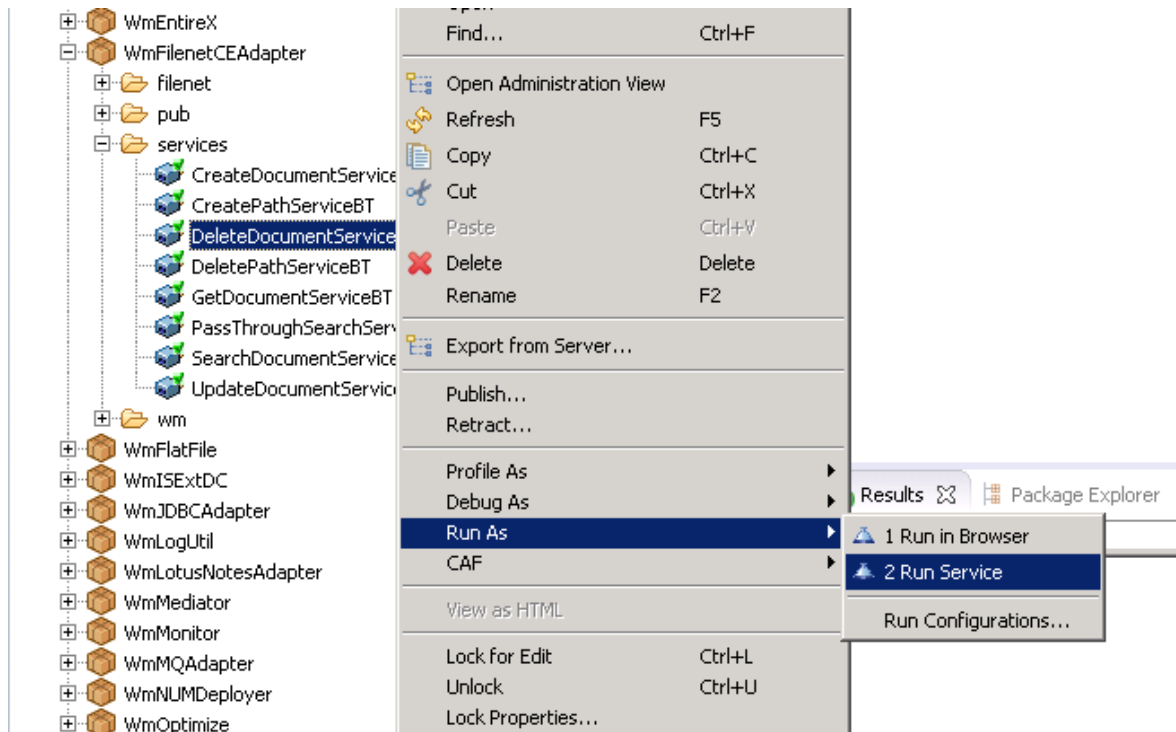 WmEntireX
WmFilenetCEAdapter
filenet
pub
services
CreateDocumentService
CreatePathServiceBT
DeleteDocumentService
DeletePathServiceBT
GetDocumentServiceBT
PassThroughSearchServ
SearchDocumentService
UpdateDocumentServic
wm
WmFlatFile
WmISExtDC
WmJDBCAdapter
WmLogUtil
WmLotusNotesAdapter
WmMediator
WmMonitor
WmMQAdapter
WmNUMDeployer
WmOptimize
Find... Ctrl+F
Open Administration View
Refresh F5
Copy Ctrl+C
Cut Ctrl+X
Paste Ctrl+V
Delete Delete
Rename F2
Export from Server...
Publish...
Retract...
Profile As
Debug As
Run As
CAF
View as HTML
Lock for Edit Ctrl+L
Unlock Ctrl+U
Lock Properties...
Results Package Explorer
1 Run in Browser
2 Run Service
Run Configurations...